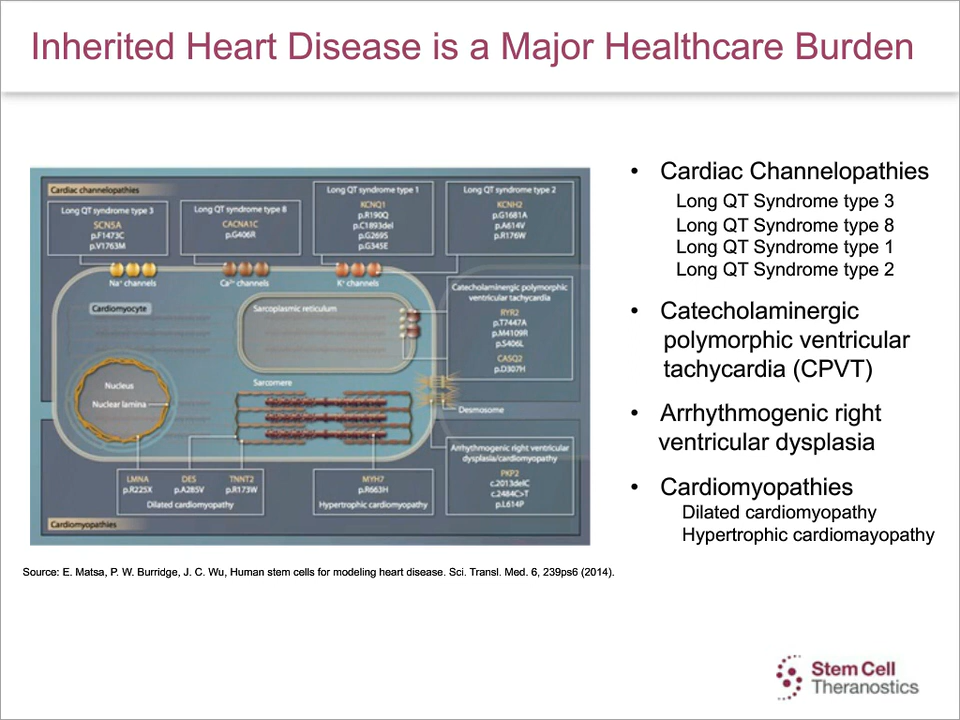 Inherited Heart Disease is a Major Healthcare Burden
Cardiac channelopathies
Long QT syndrome type 3
SCN5A
p.F1473C
p.V1763M
Long QT syndrome type 8
CACNA1C
p.G406R
Long QT syndrome type 1
KCNQ1
p.R190Q
p.C1893del
p.G269S
p.G345E
Long QT syndrome type 2
KCNH2
p.G1681A
p.A614V
p.R176W
Na⁺ channels
Ca²⁺ channels
K⁺ channels
Cardiomyocyte
Sarcoplasmic reticulum
Catecholaminergic polymorphic
ventricular tachycardia
RYR2
p.T7447A
p.M4109R
p.S406L
CASQ2
p.D307H
Nucleus
Nuclear lamina
Sarcomere
Desmosome
Arrhythmogenic right ventricular
dysplasia/cardiomyopathy
PKP2
c.2013delC
c.2484C>T
p.L614P
LMNA
p.R225X
DES
p.A285V
TNNT2
p.R173W
Dilated cardiomyopathy
MYH7
p.R663H
Hypertrophic cardiomyopathy
Cardiomyopathies
Source: E. Matsa, P. W. Burridge, J. C. Wu, Human stem cells for modeling heart disease. Sci. Transl. Med. 6, 239ps6 (2014).
• Cardiac Channelopathies
Long QT Syndrome type 3
Long QT Syndrome type 8
Long QT Syndrome type 1
Long QT Syndrome type 2
• Catecholaminergic
polymorphic ventricular
tachycardia (CPVT)
• Arrhythmogenic right
ventricular dysplasia
• Cardiomyopathies
Dilated cardiomyopathy
Hypertrophic cardiomayopathy
Stem Cell
Theranostics